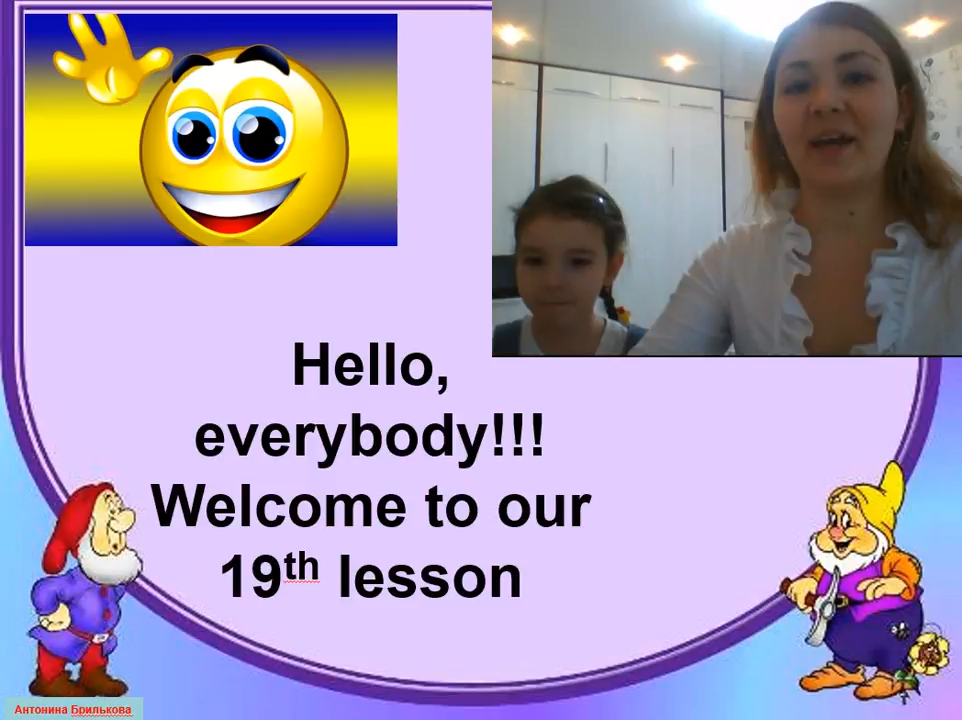 Hello,
everybody!!!
Welcome to our
19th lesson
Антонина Брилькова